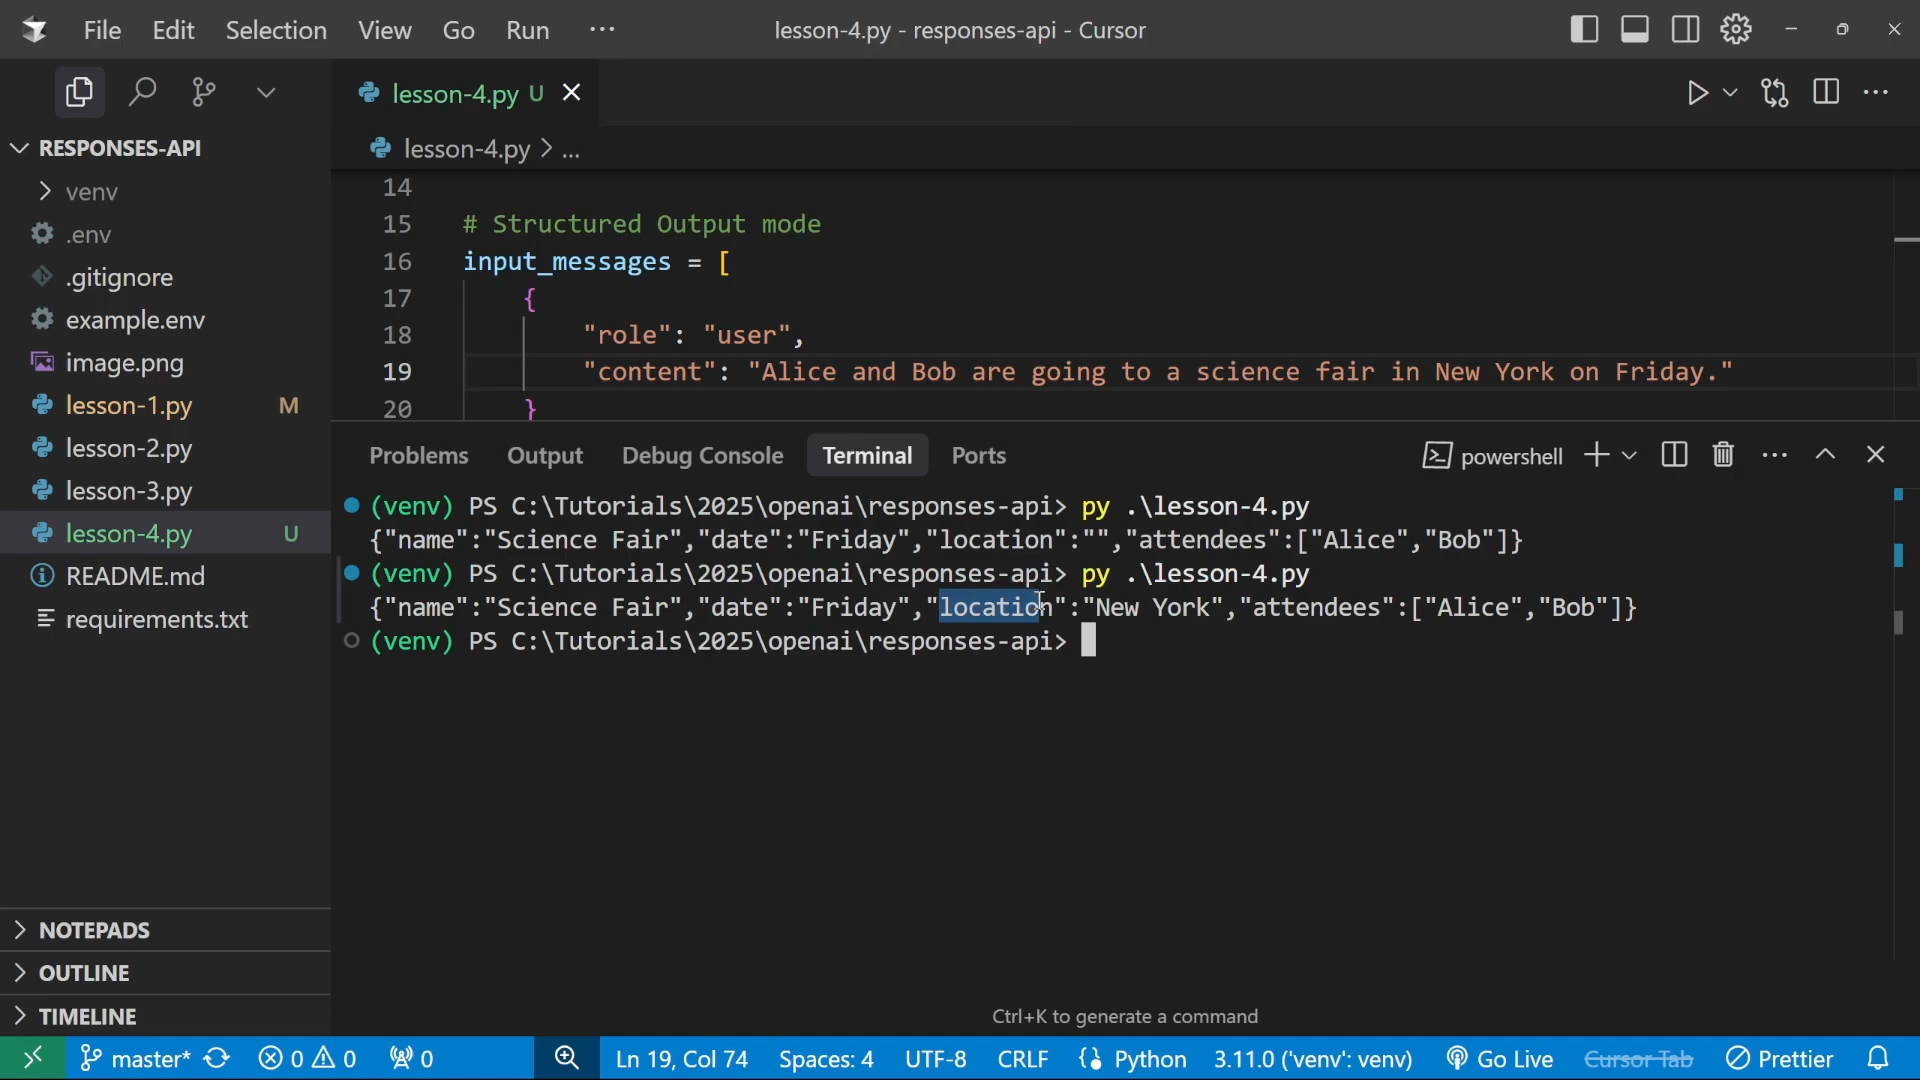 File Edit Selection View Go Run ··· lesson-4.py - responses-api - Cursor
lesson-4.py U
lesson-4.py > ...
RESPONSES-API
venv
.env
.gitignore
example.env
image.png
lesson-1.py M
lesson-2.py
lesson-3.py
lesson-4.py U
README.md
requirements.txt
NOTEPADS
OUTLINE
TIMELINE
14
15 # Structured Output mode
16 input_messages = [
17 {
18 "role": "user",
19 "content": "Alice and Bob are going to a science fair in New York on Friday."
20 }
Problems Output Debug Console Terminal Ports powershell
(venv) PS C:\Tutorials\2025\openai\responses-api> py .\lesson-4.py
{"name":"Science Fair","date":"Friday","location":"","attendees":["Alice","Bob"]}
(venv) PS C:\Tutorials\2025\openai\responses-api> py .\lesson-4.py
{"name":"Science Fair","date":"Friday","location":"New York","attendees":["Alice","Bob"]}
(venv) PS C:\Tutorials\2025\openai\responses-api>
Ctrl+K to generate a command
master* 0 0 0 Ln 19, Col 74 Spaces: 4 UTF-8 CRLF Python 3.11.0 ('venv': venv) Go Live Cursor Tab Prettier